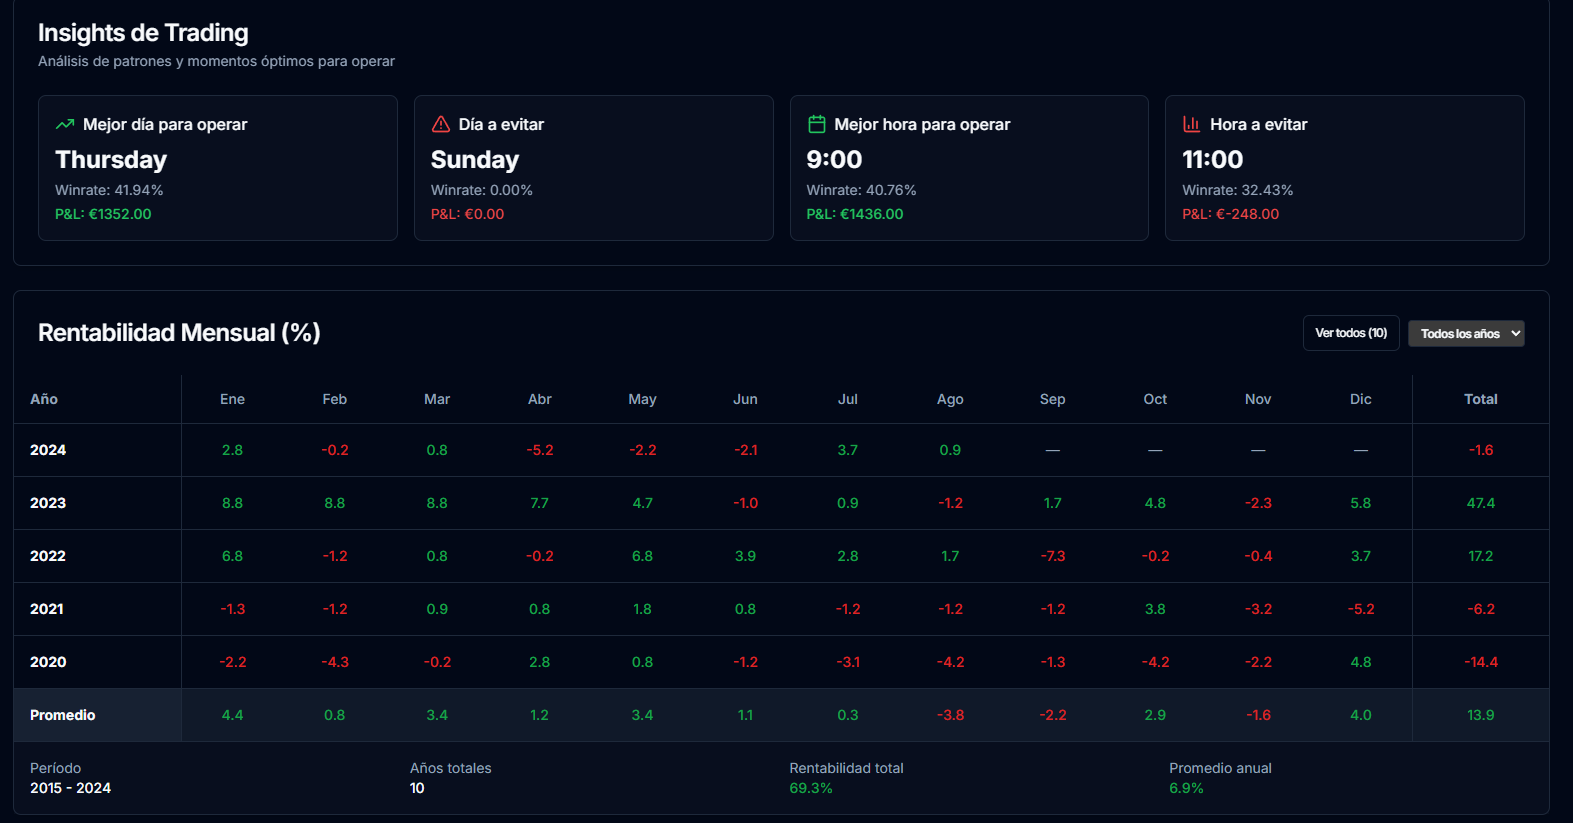 Insights de Trading
Análisis de patrones y momentos óptimos para operar
Mejor día para operar
Thursday
Winrate: 41.94%
P&L: €1352.00
Día a evitar
Sunday
Winrate: 0.00%
P&L: €0.00
Mejor hora para operar
9:00
Winrate: 40.76%
P&L: €1436.00
Hora a evitar
11:00
Winrate: 32.43%
P&L: €-248.00
Rentabilidad Mensual (%)
Ver todos (10)
Todos los años
Año Ene Feb Mar Abr May Jun Jul Ago Sep Oct Nov Dic Total
2024 2.8 -0.2 0.8 -5.2 -2.2 -2.1 3.7 0.9 — — — — -1.6
2023 8.8 8.8 8.8 7.7 4.7 -1.0 0.9 -1.2 1.7 4.8 -2.3 5.8 47.4
2022 6.8 -1.2 0.8 -0.2 6.8 3.9 2.8 1.7 -7.3 -0.2 -0.4 3.7 17.2
2021 -1.3 -1.2 0.9 0.8 1.8 0.8 -1.2 -1.2 -1.2 3.8 -3.2 -5.2 -6.2
2020 -2.2 -4.3 -0.2 2.8 0.8 -1.2 -3.1 -4.2 -1.3 -4.2 -2.2 4.8 -14.4
Promedio 4.4 0.8 3.4 1.2 3.4 1.1 0.3 -3.8 -2.2 2.9 -1.6 4.0 13.9
Período
2015 - 2024
Años totales
10
Rentabilidad total
69.3%
Promedio anual
6.9%